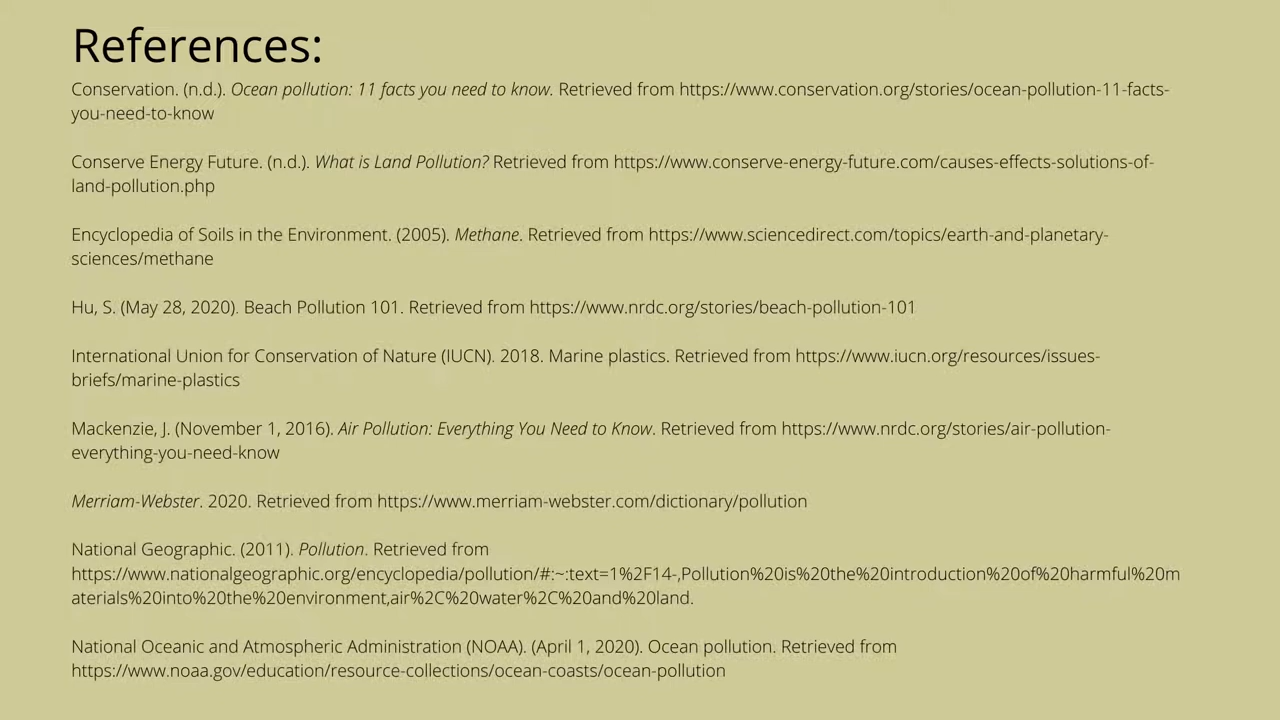 References:
Conservation. (n.d.). Ocean pollution: 11 facts you need to know. Retrieved from https://www.conservation.org/stories/ocean-pollution-11-facts-
you-need-to-know
Conserve Energy Future. (n.d.). What is Land Pollution? Retrieved from https://www.conserve-energy-future.com/causes-effects-solutions-of-
land-pollution.php
Encyclopedia of Soils in the Environment. (2005). Methane. Retrieved from https://www.sciencedirect.com/topics/earth-and-planetary-
sciences/methane
Hu, S. (May 28, 2020). Beach Pollution 101. Retrieved from https://www.nrdc.org/stories/beach-pollution-101
International Union for Conservation of Nature (IUCN). 2018. Marine plastics. Retrieved from https://www.iucn.org/resources/issues-
briefs/marine-plastics
Mackenzie, J. (November 1, 2016). Air Pollution: Everything You Need to Know. Retrieved from https://www.nrdc.org/stories/air-pollution-
everything-you-need-know
Merriam-Webster. 2020. Retrieved from https://www.merriam-webster.com/dictionary/pollution
National Geographic. (2011). Pollution. Retrieved from
https://www.nationalgeographic.org/encyclopedia/pollution/#:~:text=1%2F14-,Pollution%20is%20the%20introduction%20of%20harmful%20m
aterials%20into%20the%20environment,air%2C%20water%2C%20and%20land.
National Oceanic and Atmospheric Administration (NOAA). (April 1, 2020). Ocean pollution. Retrieved from
https://www.noaa.gov/education/resource-collections/ocean-coasts/ocean-pollution